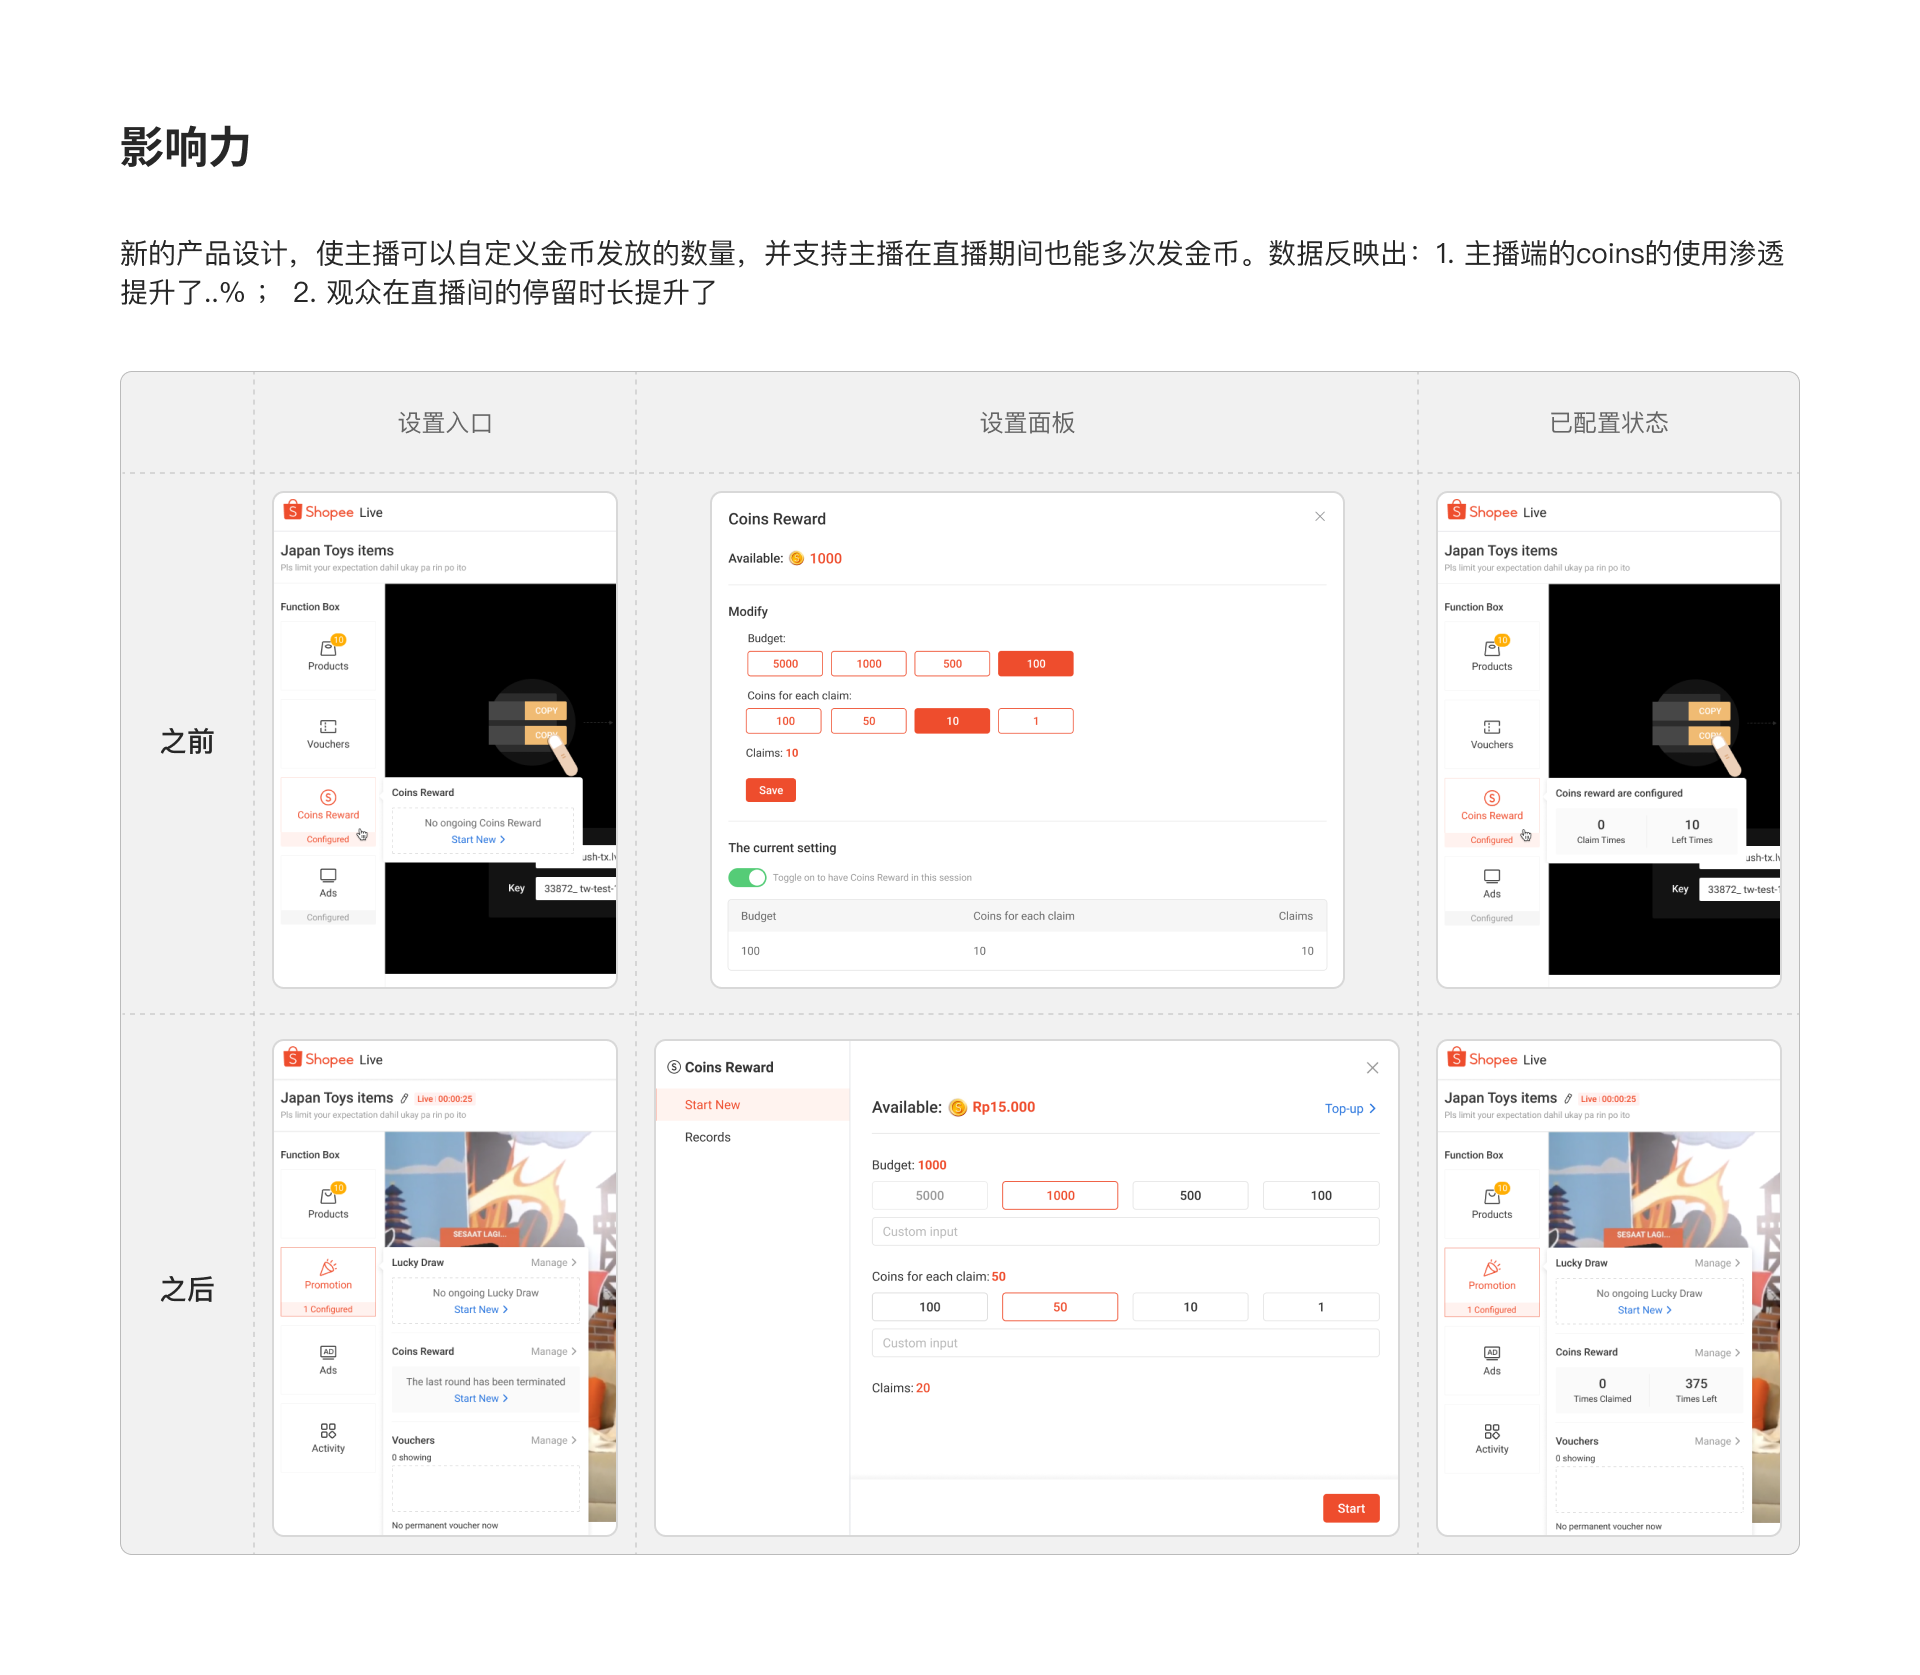 影响力
新的产品设计，使主播可以自定义金币发放的数量，并支持主播在直播期间也能多次发金币。数据反映出：1. 主播端的coins的使用渗透
提升了..%； 2. 观众在直播间的停留时长提升了
设置入口
设置面板
已配置状态
之前
Shopee Live
Japan Toys items
Pls limit your expectation dahil ukay pa rin po ito
Function Box
10
Products
Vouchers
Coins Reward
Configured
Ads
Configured
COPY
COPY
Coins Reward
No ongoing Coins Reward
Start New >
ush-tx.lv
Key
33872_ tw-test-
Coins Reward
Available: 1000
Modify
Budget:
5000 1000 500 100
Coins for each claim:
100 50 10 1
Claims: 10
Save
The current setting
Toggle on to have Coins Reward in this session
Budget Coins for each claim Claims
100 10 10
Shopee Live
Japan Toys items
Pls limit your expectation dahil ukay pa rin po ito
Function Box
10
Products
Vouchers
Coins Reward
Configured
Ads
Configured
COPY
COPY
Coins reward are configured
0 10
Claim Times Left Times
ush-tx.lv
Key
33872_ tw-test-
之后
Shopee Live
Japan Toys items Live 00:00:25
Pls limit your expectation dahil ukay pa rin po ito
Function Box
10
Products
Promotion
1 Configured
AD
Ads
Activity
SESAAT LAGI...
Lucky Draw Manage >
No ongoing Lucky Draw
Start New >
Coins Reward Manage >
The last round has been terminated
Start New >
Vouchers Manage >
0 showing
No permanent voucher now
Coins Reward
Start New
Records
Available: Rp15.000 Top-up >
Budget: 1000
5000 1000 500 100
Custom input
Coins for each claim: 50
100 50 10 1
Custom input
Claims: 20
Start
Shopee Live
Japan Toys items Live 00:00:25
Pls limit your expectation dahil ukay pa rin po ito
Function Box
10
Products
Promotion
1 Configured
AD
Ads
Activity
SESAAT LAGI...
Lucky Draw Manage >
No ongoing Lucky Draw
Start New >
Coins Reward Manage >
0 375
Times Claimed Times Left
Vouchers Manage >
0 showing
No permanent voucher now